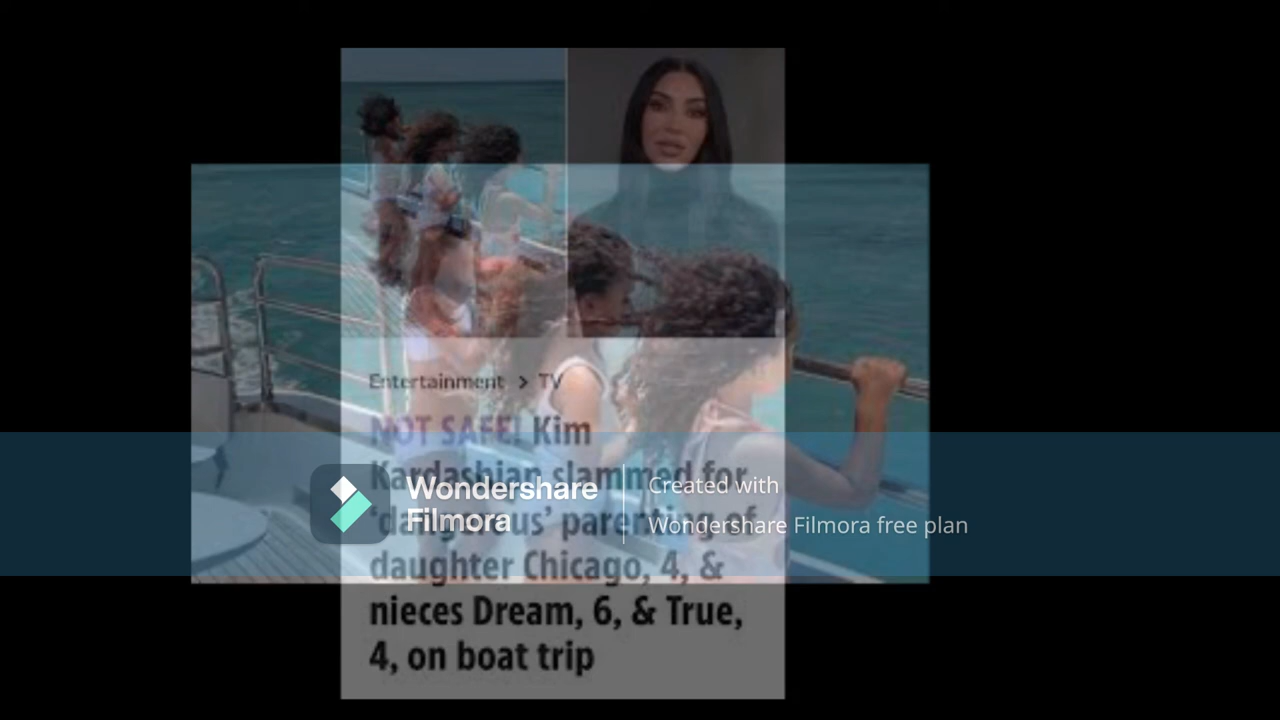 Entertainment > TV
NOT SAFE! Kim
Kardashian slammed for
'dangerous' parenting of
daughter Chicago, 4, &
nieces Dream, 6, & True,
4, on boat trip
Wondershare
Filmora
Created with
Wondershare Filmora free plan